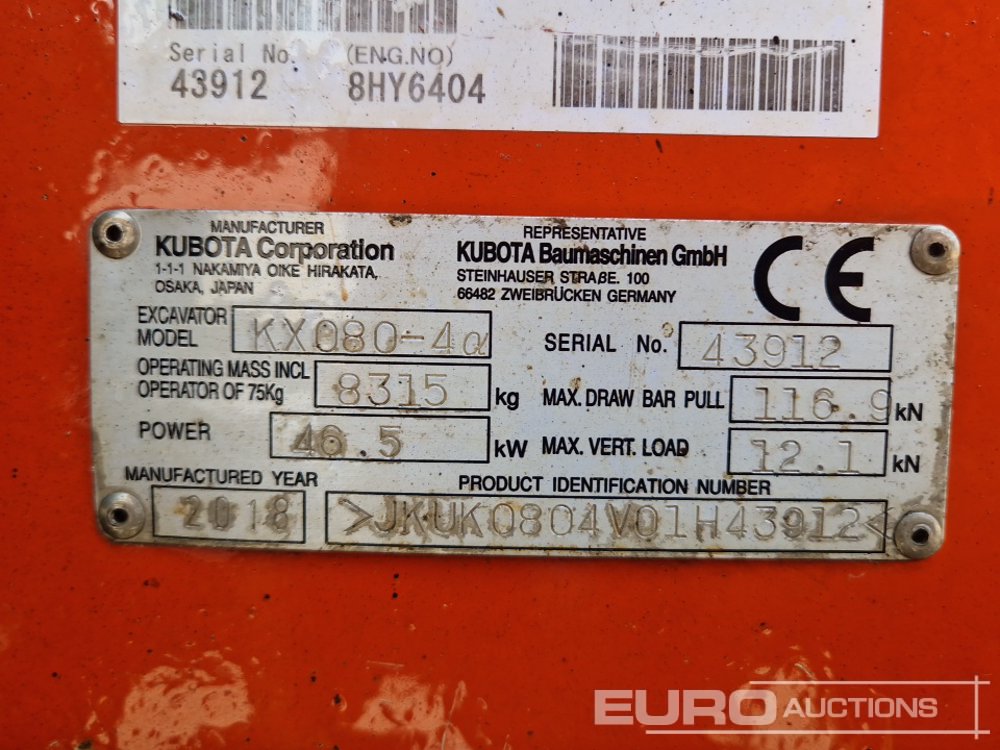 Serial No. (ENG.NO)
43912 8HY6404
MANUFACTURER
KUBOTA Corporation
1-1-1 NAKAMIYA OIKE HIRAKATA,
OSAKA, JAPAN
REPRESENTATIVE
KUBOTA Baumaschinen GmbH
STEINHAUSER STRAßE. 100
66482 ZWEIBRÜCKEN GERMANY
CE
EXCAVATOR
MODEL KX080-4α
SERIAL No. 43912
OPERATING MASS INCL
OPERATOR OF 75Kg 8315 kg
MAX. DRAW BAR PULL 116.9 kN
POWER 46.5 kW
MAX. VERT. LOAD 12.1 kN
MANUFACTURED YEAR
2018
PRODUCT IDENTIFICATION NUMBER
>JKUK0804V01H43912<
EURO AUCTIONS